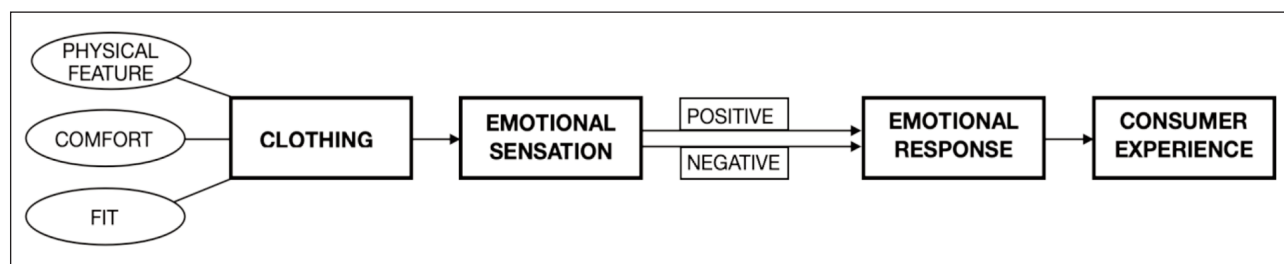 PHYSICAL
FEATURE
COMFORT
FIT
CLOTHING
EMOTIONAL
SENSATION
POSITIVE
NEGATIVE
EMOTIONAL
RESPONSE
CONSUMER
EXPERIENCE